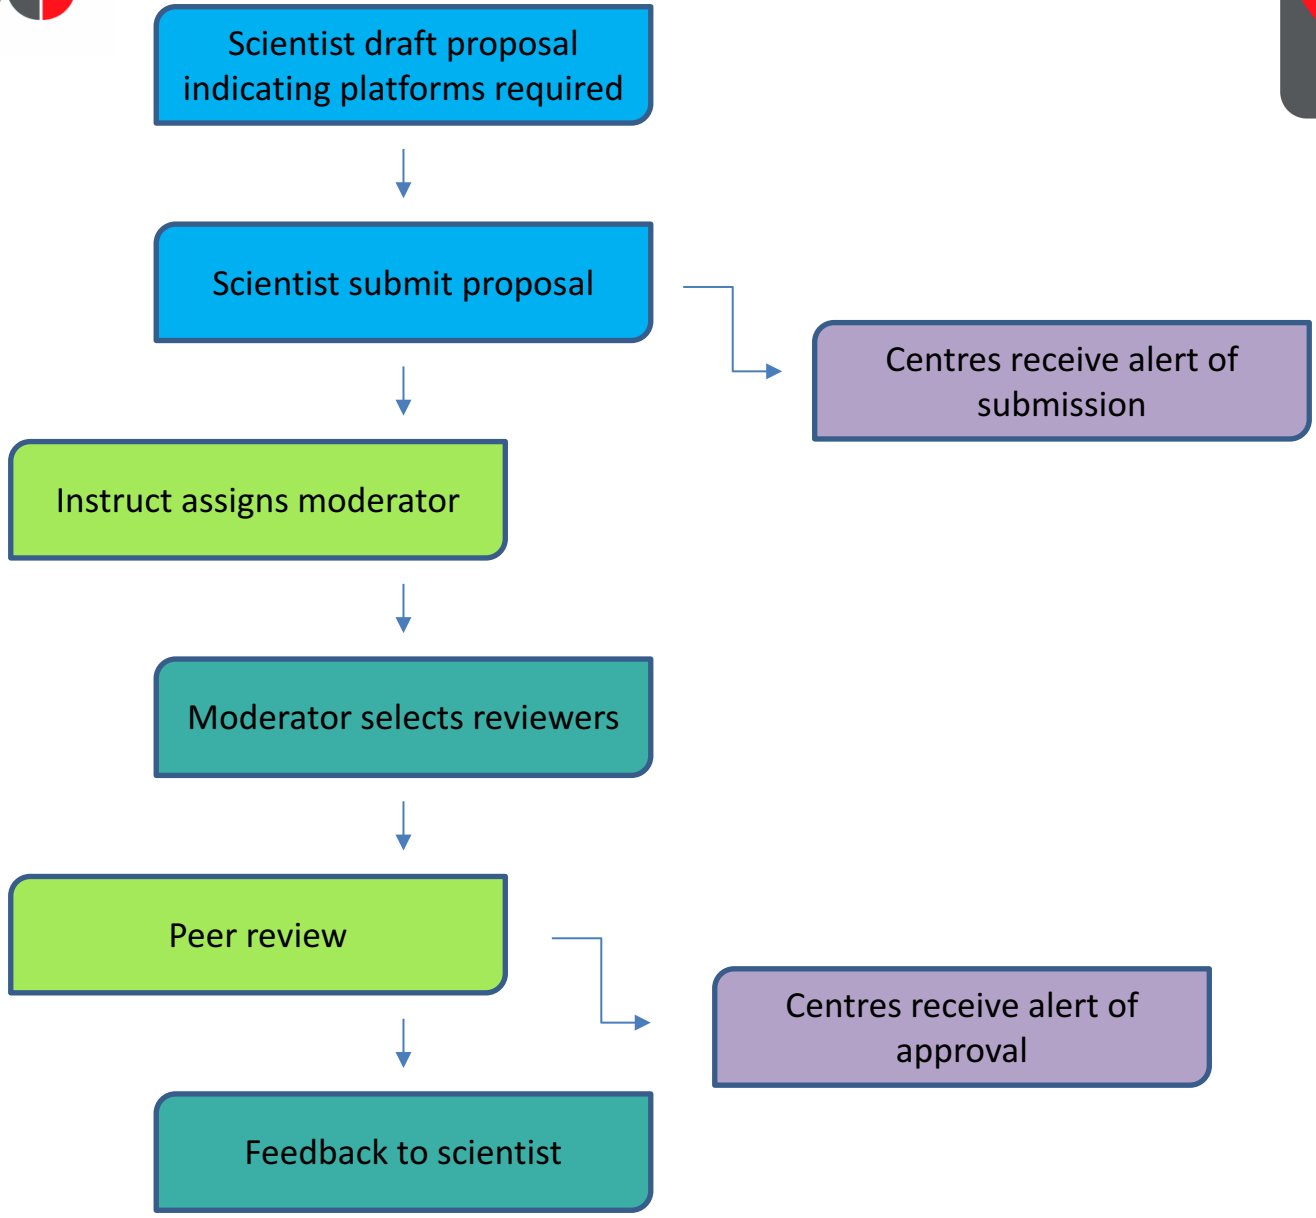 Scientist draft proposal
indicating platforms required
Scientist submit proposal
Centres receive alert of
submission
Instruct assigns moderator
Moderator selects reviewers
Peer review
Centres receive alert of
approval
Feedback to scientist